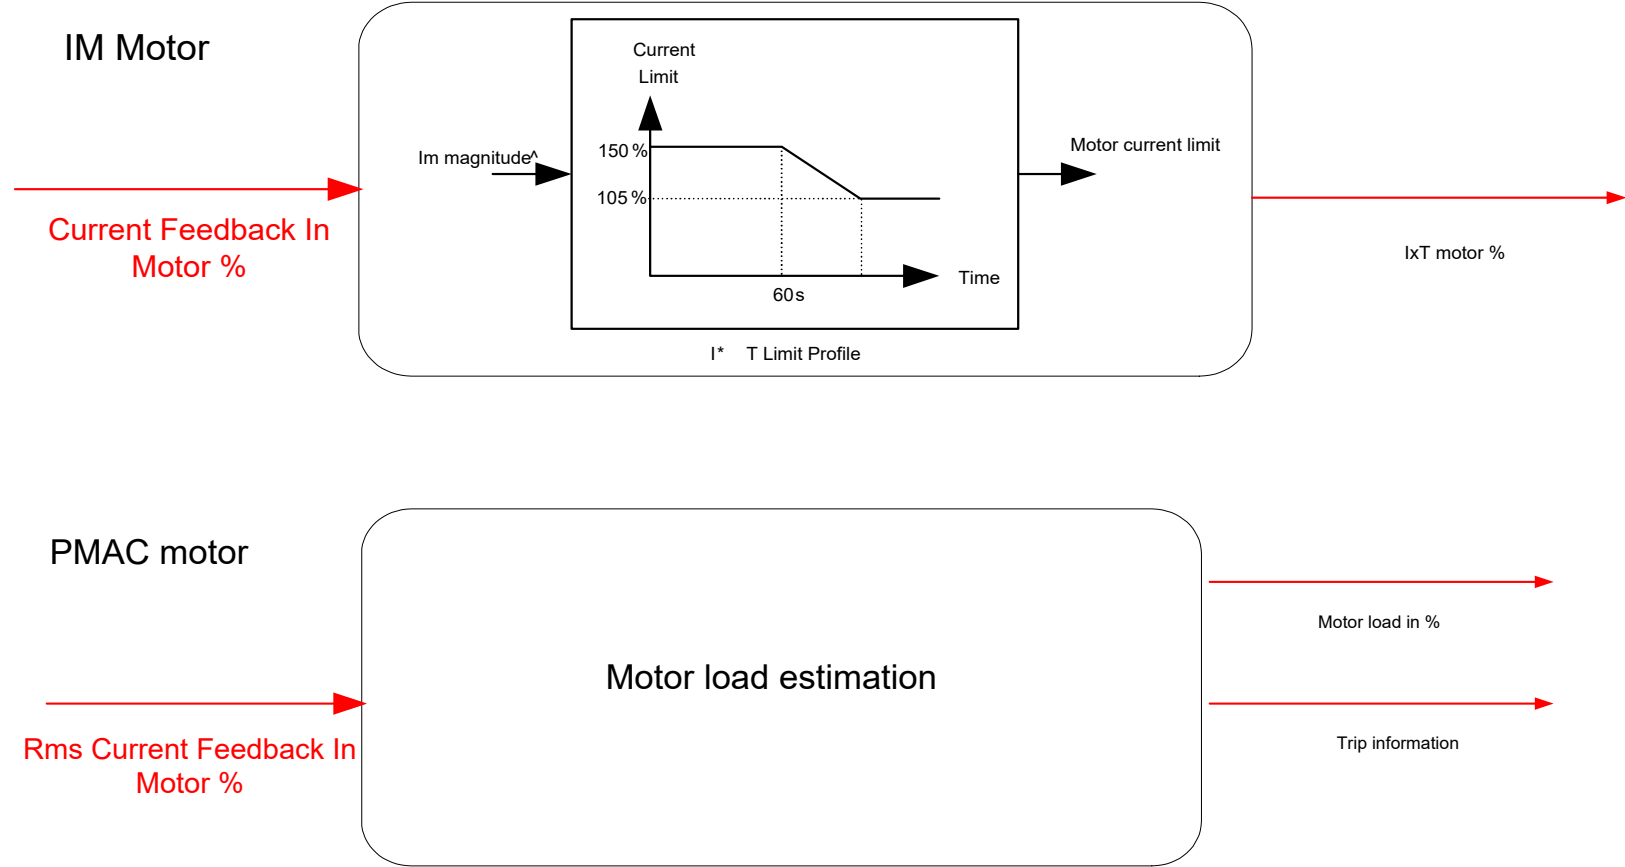 IM Motor
Current
Limit
150 %
105 %
60 s
Time
Im magnitude^
Motor current limit
Current Feedback In
Motor %
IxT motor %
I* T Limit Profile
PMAC motor
Motor load estimation
Motor load in %
Rms Current Feedback In
Motor %
Trip information